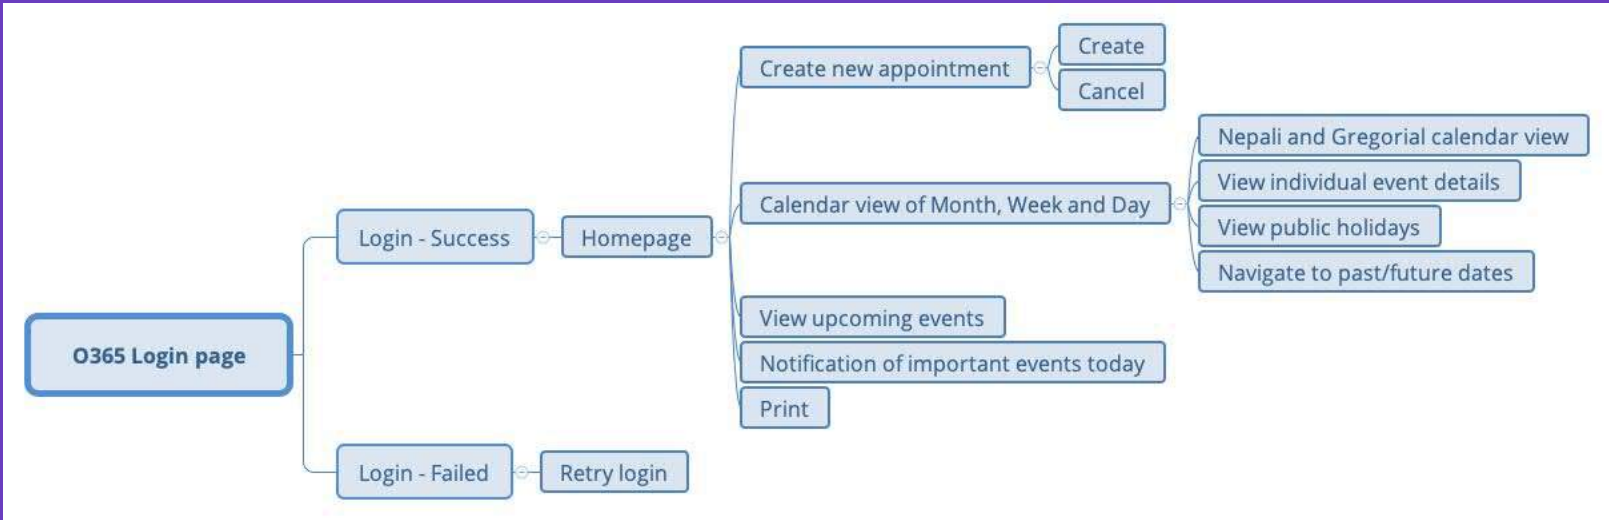 O365 Login page
Login - Success
Homepage
Create new appointment
Create
Cancel
Calendar view of Month, Week and Day
Nepali and Gregorial calendar view
View individual event details
View public holidays
Navigate to past/future dates
View upcoming events
Notification of important events today
Print
Login - Failed
Retry login